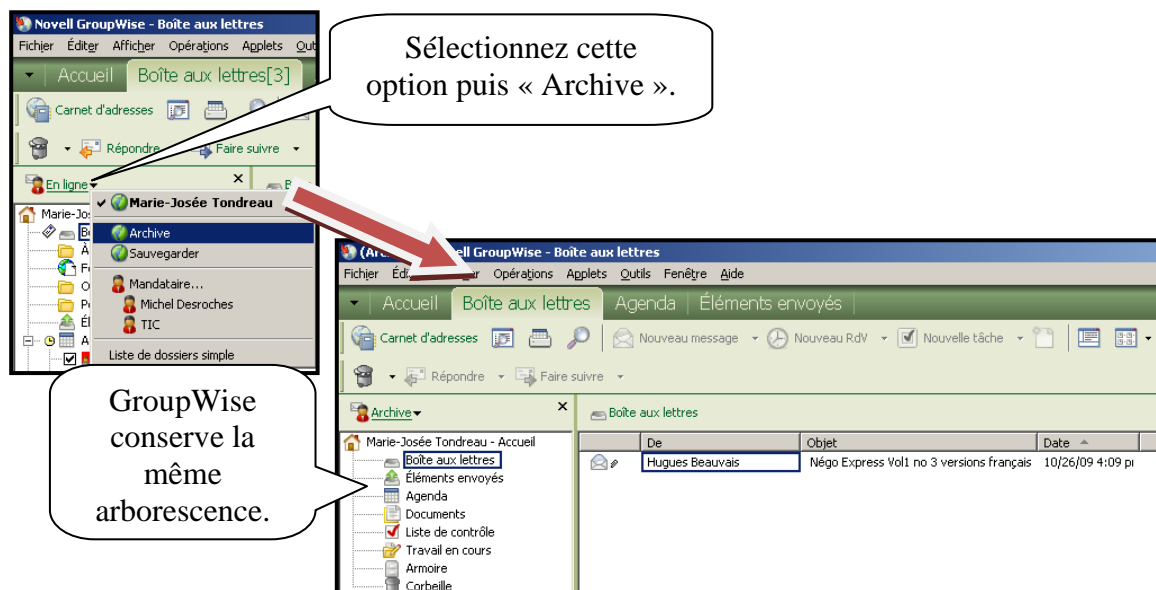 Novell GroupWise - Boîte aux lettres
Fichier Éditer Afficher Opérations Applets
Accueil Boîte aux lettres[3]
Carnet d'adresses
Répondre Faire suivre
En ligne
Marie-Josée Tondreau
Archive
Sauvegarder
Mandataire...
Michel Desroches
TIC
Liste de dossiers simple
Sélectionnez cette
option puis « Archive ».
GroupWise
conserve la
même
arborescence.
GroupWise - Boîte aux lettres
Fichier Opérations Applets Outils Fenêtre Aide
Accueil Boîte aux lettres Agenda Éléments envoyés
Carnet d'adresses Nouveau message Nouveau RdV Nouvelle tâche
Répondre Faire suivre
Archive Boîte aux lettres
Marie-Josée Tondreau - Accueil
Boîte aux lettres
Éléments envoyés
Agenda
Documents
Liste de contrôle
Travail en cours
Armoire
Corbeille
De Objet Date
Hugues Beauvais Négo Express Vol1 no 3 versions français 10/26/09 4:09